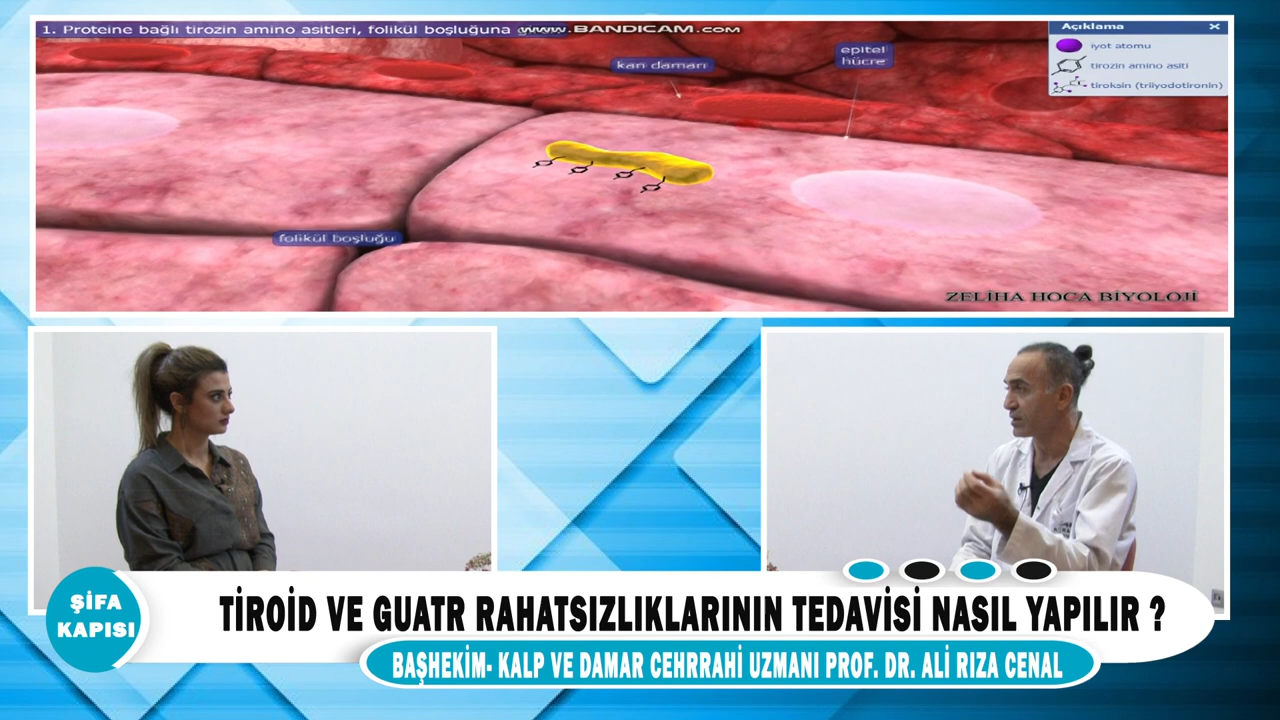 1. Proteine bağlı tirozin amino asitleri, folikül boşluğuna
www.BANDICAM.com
Açıklama
iyot atomu
tirozin amino asiti
tiroksin (triiyodotironin)
kan damarı
epitel
hücre
folikül boşluğu
ZELİHA HOCA BİYOLOJİ
ŞİFA
KAPISI
TİROİD VE GUATR RAHATSIZLIKLARININ TEDAVİSİ NASIL YAPILIR ?
BAŞHEKİM- KALP VE DAMAR CEHRRAHİ UZMANI PROF. DR. ALİ RIZA CENAL